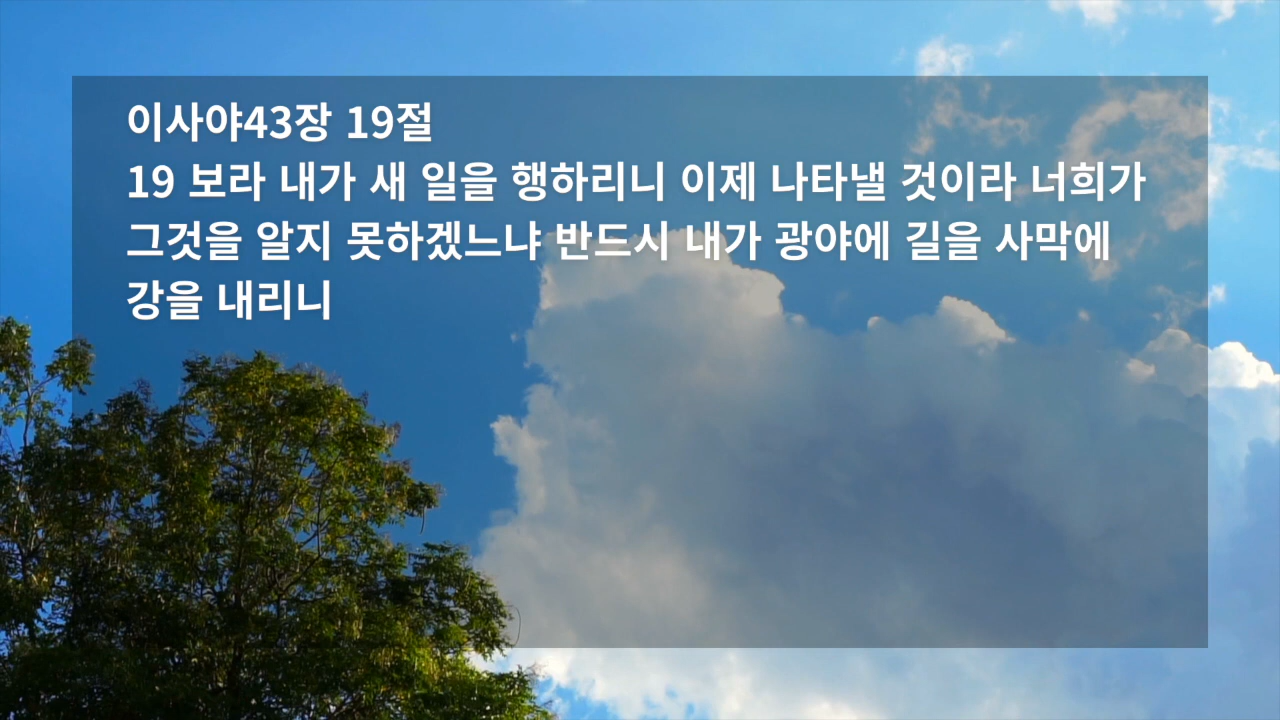 이사야43장 19절
19 보라 내가 새 일을 행하리니 이제 나타낼 것이라 너희가
그것을 알지 못하겠느냐 반드시 내가 광야에 길을 사막에
강을 내리니